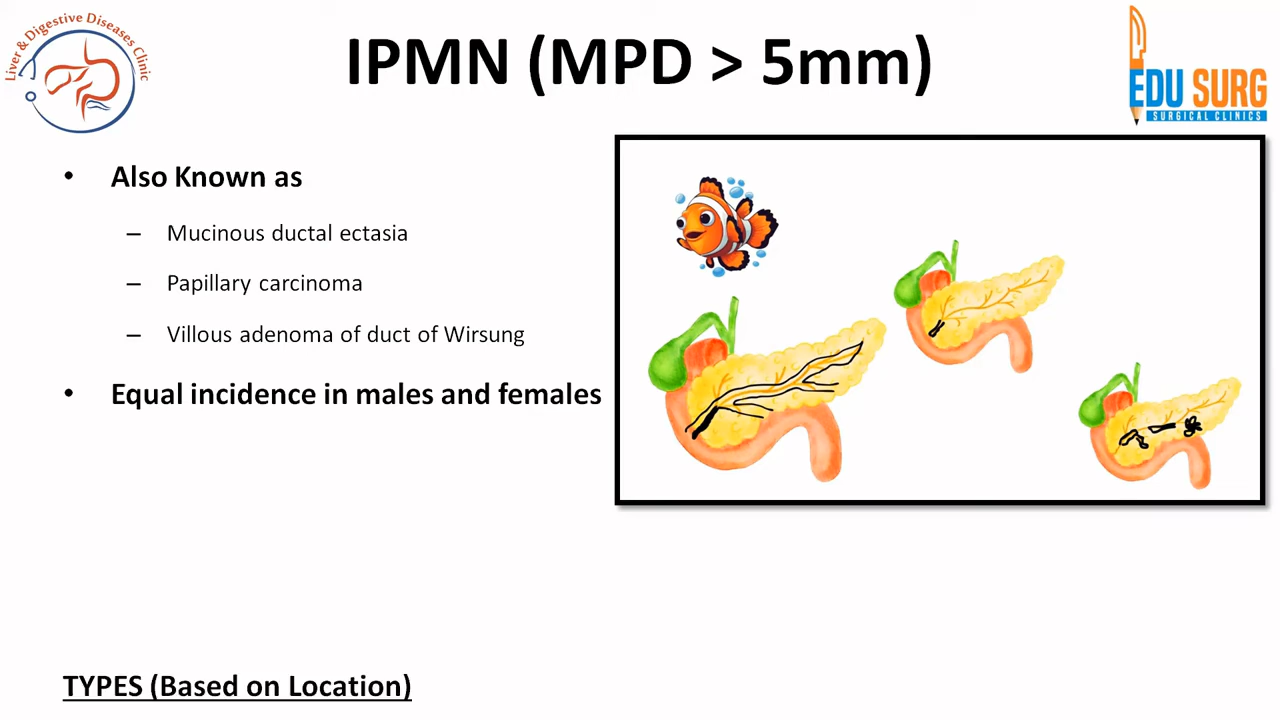 Liver & Digestive Diseases Clinic
IPMN (MPD > 5mm)
EDU SURG
SURGICAL CLINICS
• Also Known as
– Mucinous ductal ectasia
– Papillary carcinoma
– Villous adenoma of duct of Wirsung
• Equal incidence in males and females
TYPES (Based on Location)